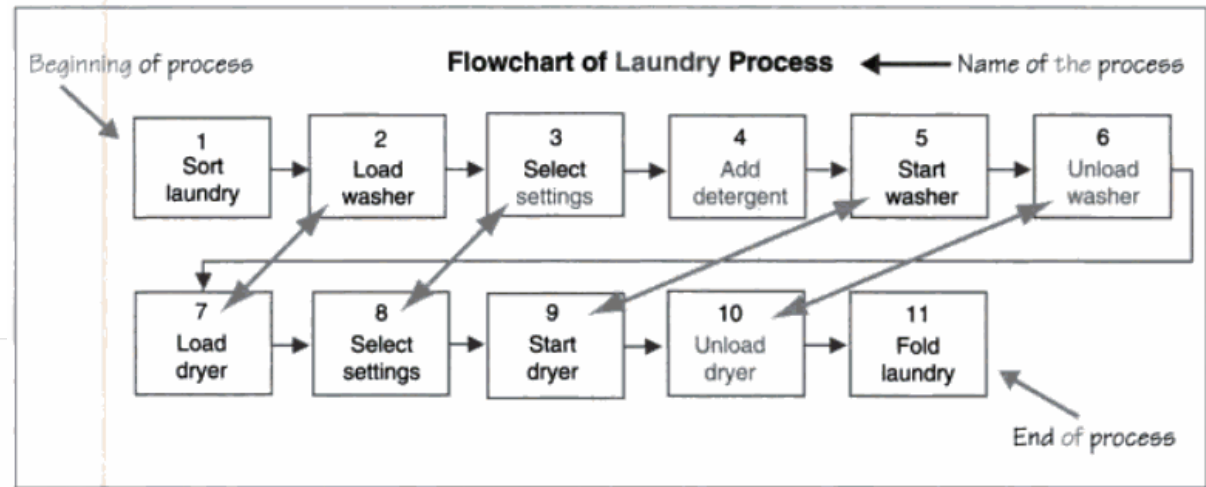 Beginning of process
Flowchart of Laundry Process
Name of the process
1
Sort
laundry
2
Load
washer
3
Select
settings
4
Add
detergent
5
Start
washer
6
Unload
washer
7
Load
dryer
8
Select
settings
9
Start
dryer
10
Unload
dryer
11
Fold
laundry
End of process